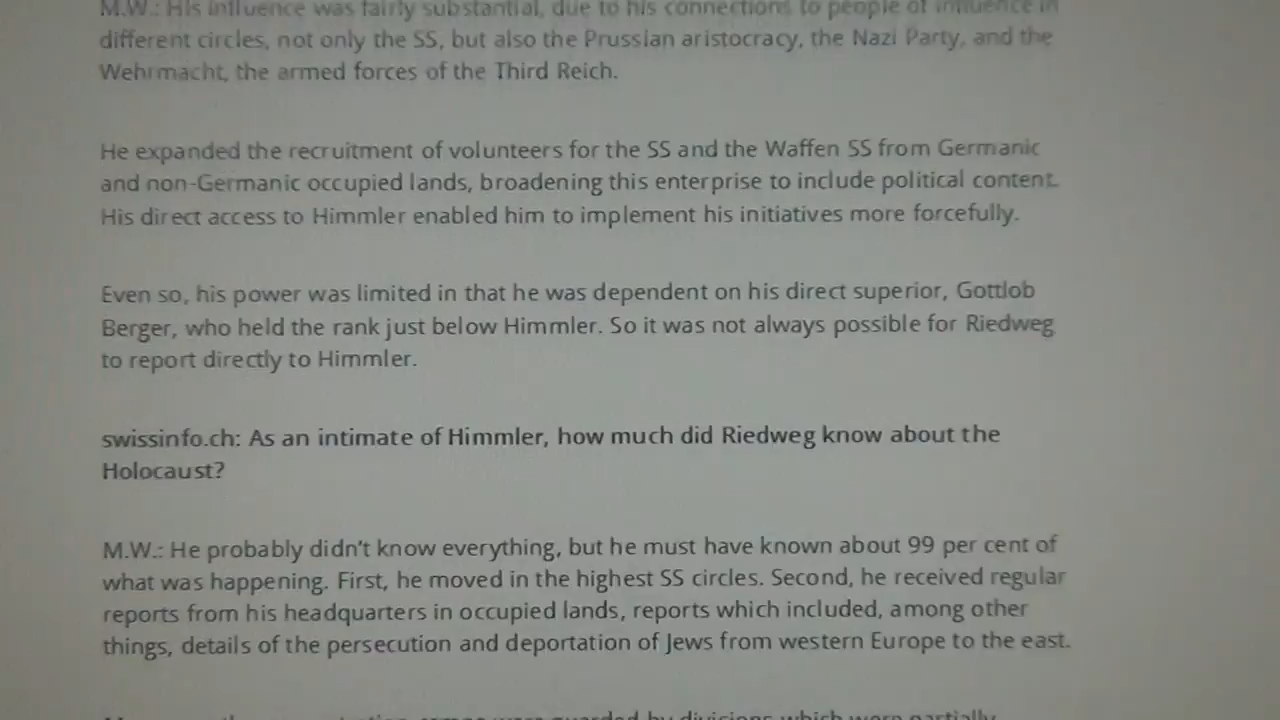 M.W.: His influence was fairly substantial, due to his connections to people of influence in
different circles, not only the SS, but also the Prussian aristocracy, the Nazi Party, and the
Wehrmacht, the armed forces of the Third Reich.
He expanded the recruitment of volunteers for the SS and the Waffen SS from Germanic
and non-Germanic occupied lands, broadening this enterprise to include political content.
His direct access to Himmler enabled him to implement his initiatives more forcefully.
Even so, his power was limited in that he was dependent on his direct superior, Gottlob
Berger, who held the rank just below Himmler. So it was not always possible for Riedweg
to report directly to Himmler.
swissinfo.ch: As an intimate of Himmler, how much did Riedweg know about the
Holocaust?
M.W.: He probably didn't know everything, but he must have known about 99 per cent of
what was happening. First, he moved in the highest SS circles. Second, he received regular
reports from his headquarters in occupied lands, reports which included, among other
things, details of the persecution and deportation of Jews from western Europe to the east.
were guarded by divisions which were partially